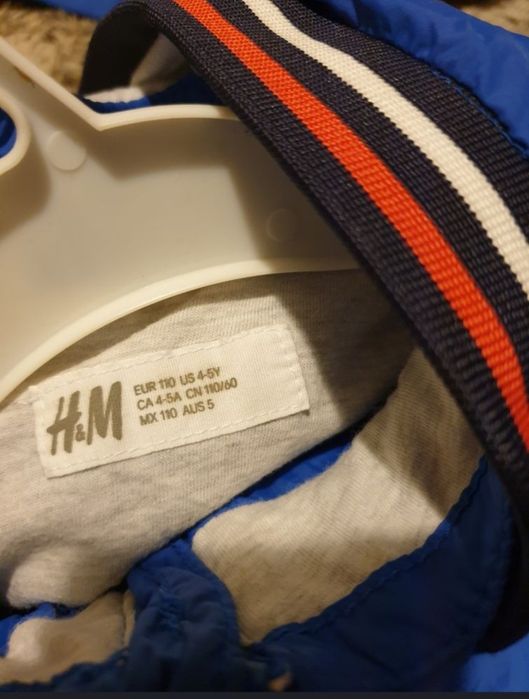 H&M
EUR 110 US 4-5Y
CA 4-5A CN 110/60
MX 110 AUS 5